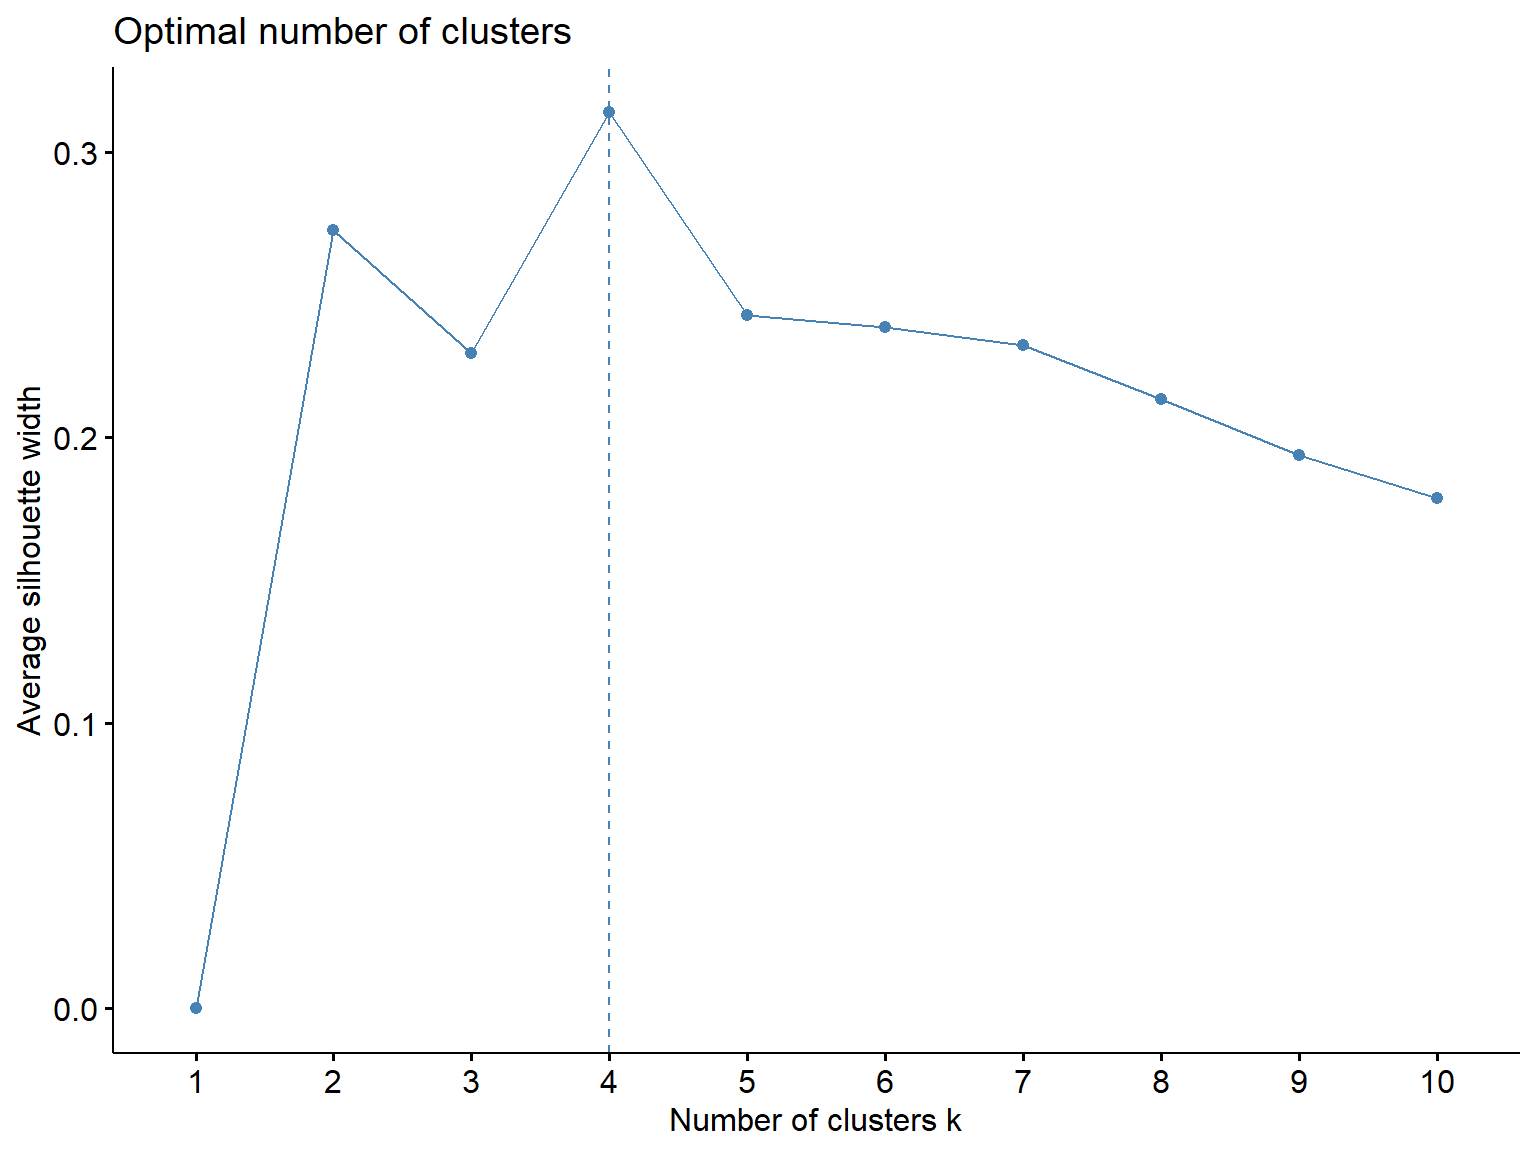 Optimal number of clusters
Average silhouette width
0.3
0.2
0.1
0.0
1 2 3 4 5 6 7 8 9 10
Number of clusters k